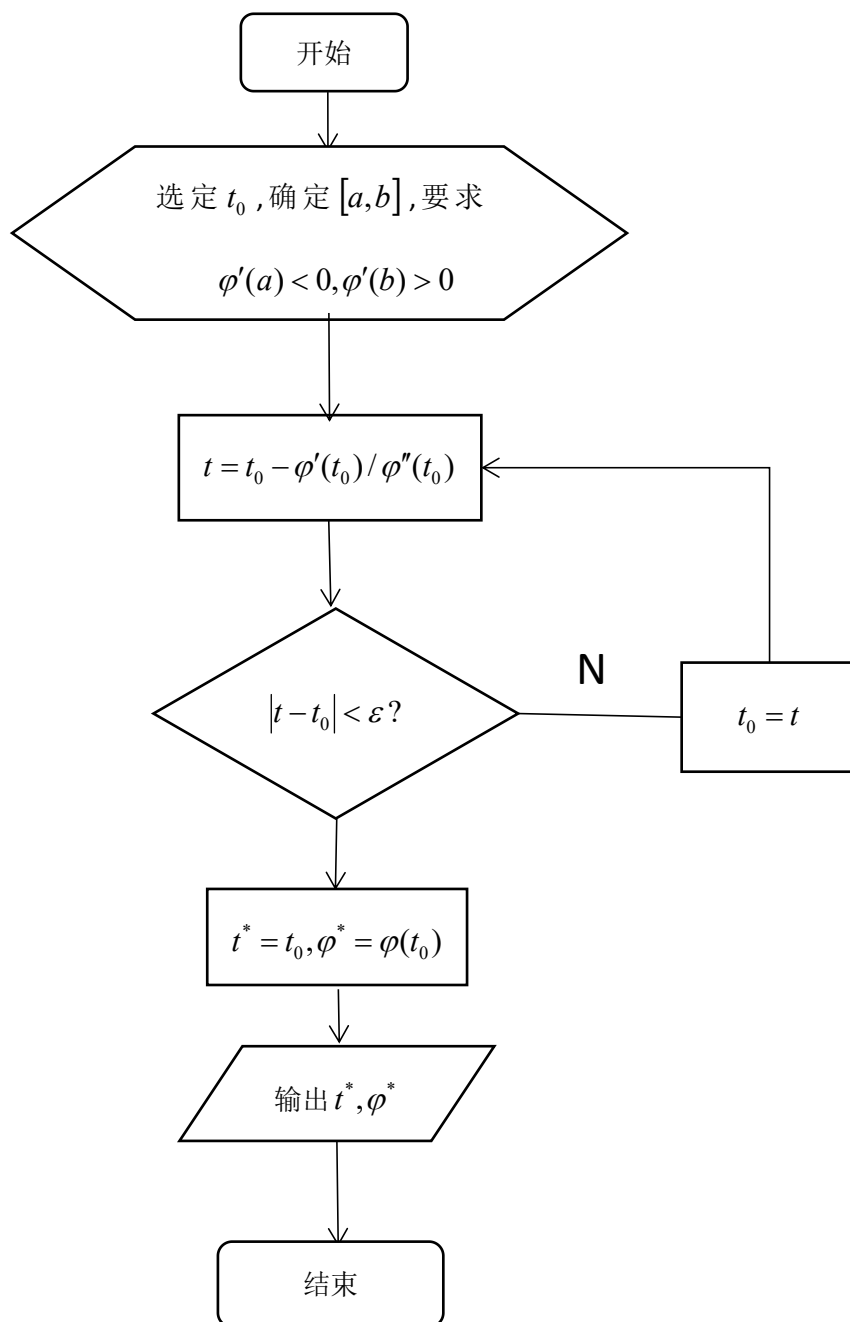 开始
选定 t₀ ,确定[a,b],要求
φ′(a) < 0,φ′(b) > 0
t = t₀ − φ′(t₀) / φ″(t₀)
|t − t₀| < ε?
N
t₀ = t
t* = t₀,φ* = φ(t₀)
输出 t*,φ*
结束